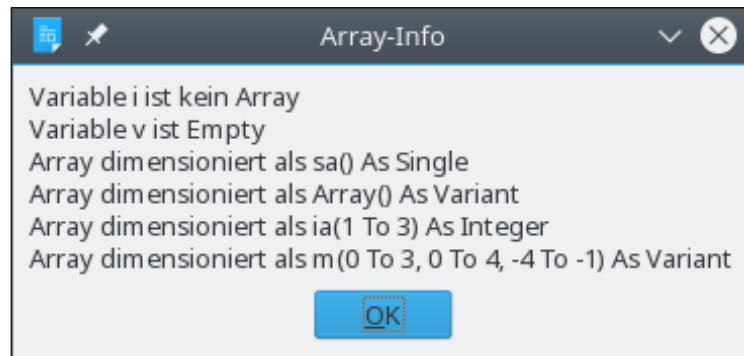 Array-Info
Variable i ist kein Array
Variable v ist Empty
Array dimensioniert als sa() As Single
Array dimensioniert als Array() As Variant
Array dimensioniert als ia(1 To 3) As Integer
Array dimensioniert als m(0 To 3, 0 To 4, -4 To -1) As Variant
OK